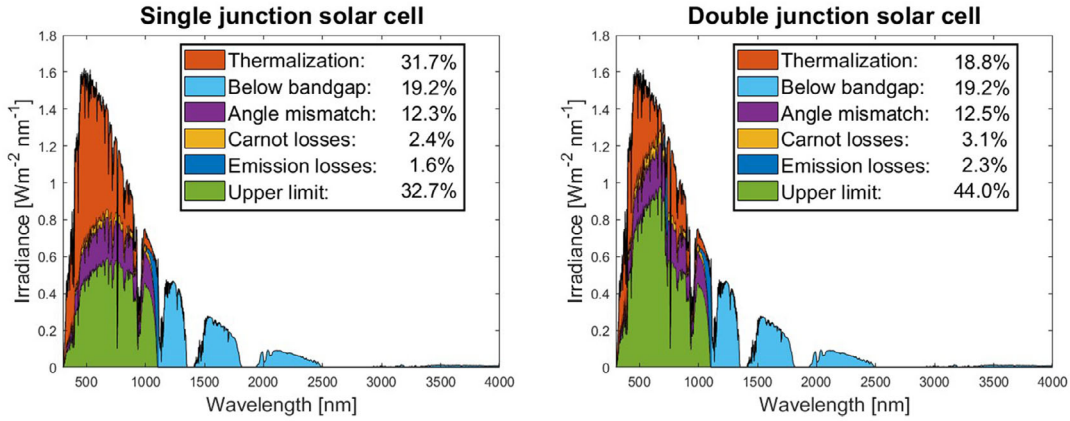 Single junction solar cell
1.8
1.6
1.4
1.2
1
0.8
0.6
0.4
0.2
0
Irradiance [Wm-2 nm-1]
Thermalization: 31.7%
Below bandgap: 19.2%
Angle mismatch: 12.3%
Carnot losses: 2.4%
Emission losses: 1.6%
Upper limit: 32.7%
500 1000 1500 2000 2500 3000 3500 4000
Wavelength [nm]
Double junction solar cell
1.8
1.6
1.4
1.2
1
0.8
0.6
0.4
0.2
0
Irradiance [Wm-2 nm-1]
Thermalization: 18.8%
Below bandgap: 19.2%
Angle mismatch: 12.5%
Carnot losses: 3.1%
Emission losses: 2.3%
Upper limit: 44.0%
500 1000 1500 2000 2500 3000 3500 4000
Wavelength [nm]